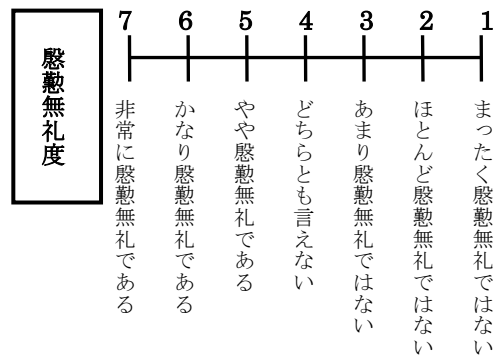 慇懃無礼度
7 6 5 4 3 2 1
まったく慇懃無礼ではない
ほとんど慇懃無礼ではない
あまり慇懃無礼ではない
どちらとも言えない
やや慇懃無礼である
かなり慇懃無礼である
非常に慇懃無礼である